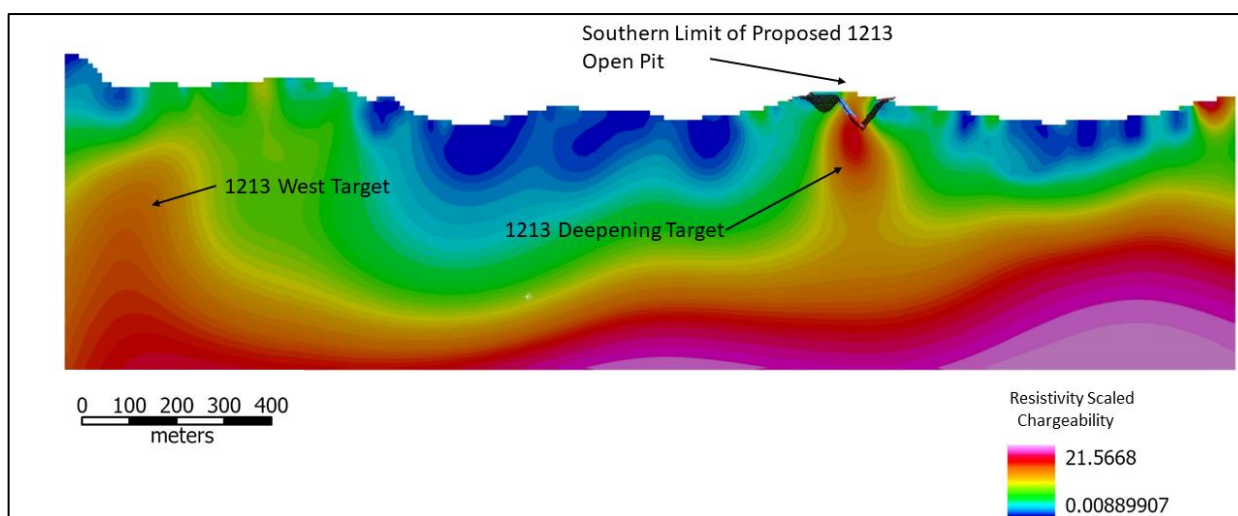 Southern Limit of Proposed 1213
Open Pit
1213 West Target
1213 Deepening Target
0 100 200 300 400
meters
Resistivity Scaled
Chargeability
21.5668
0.00889907